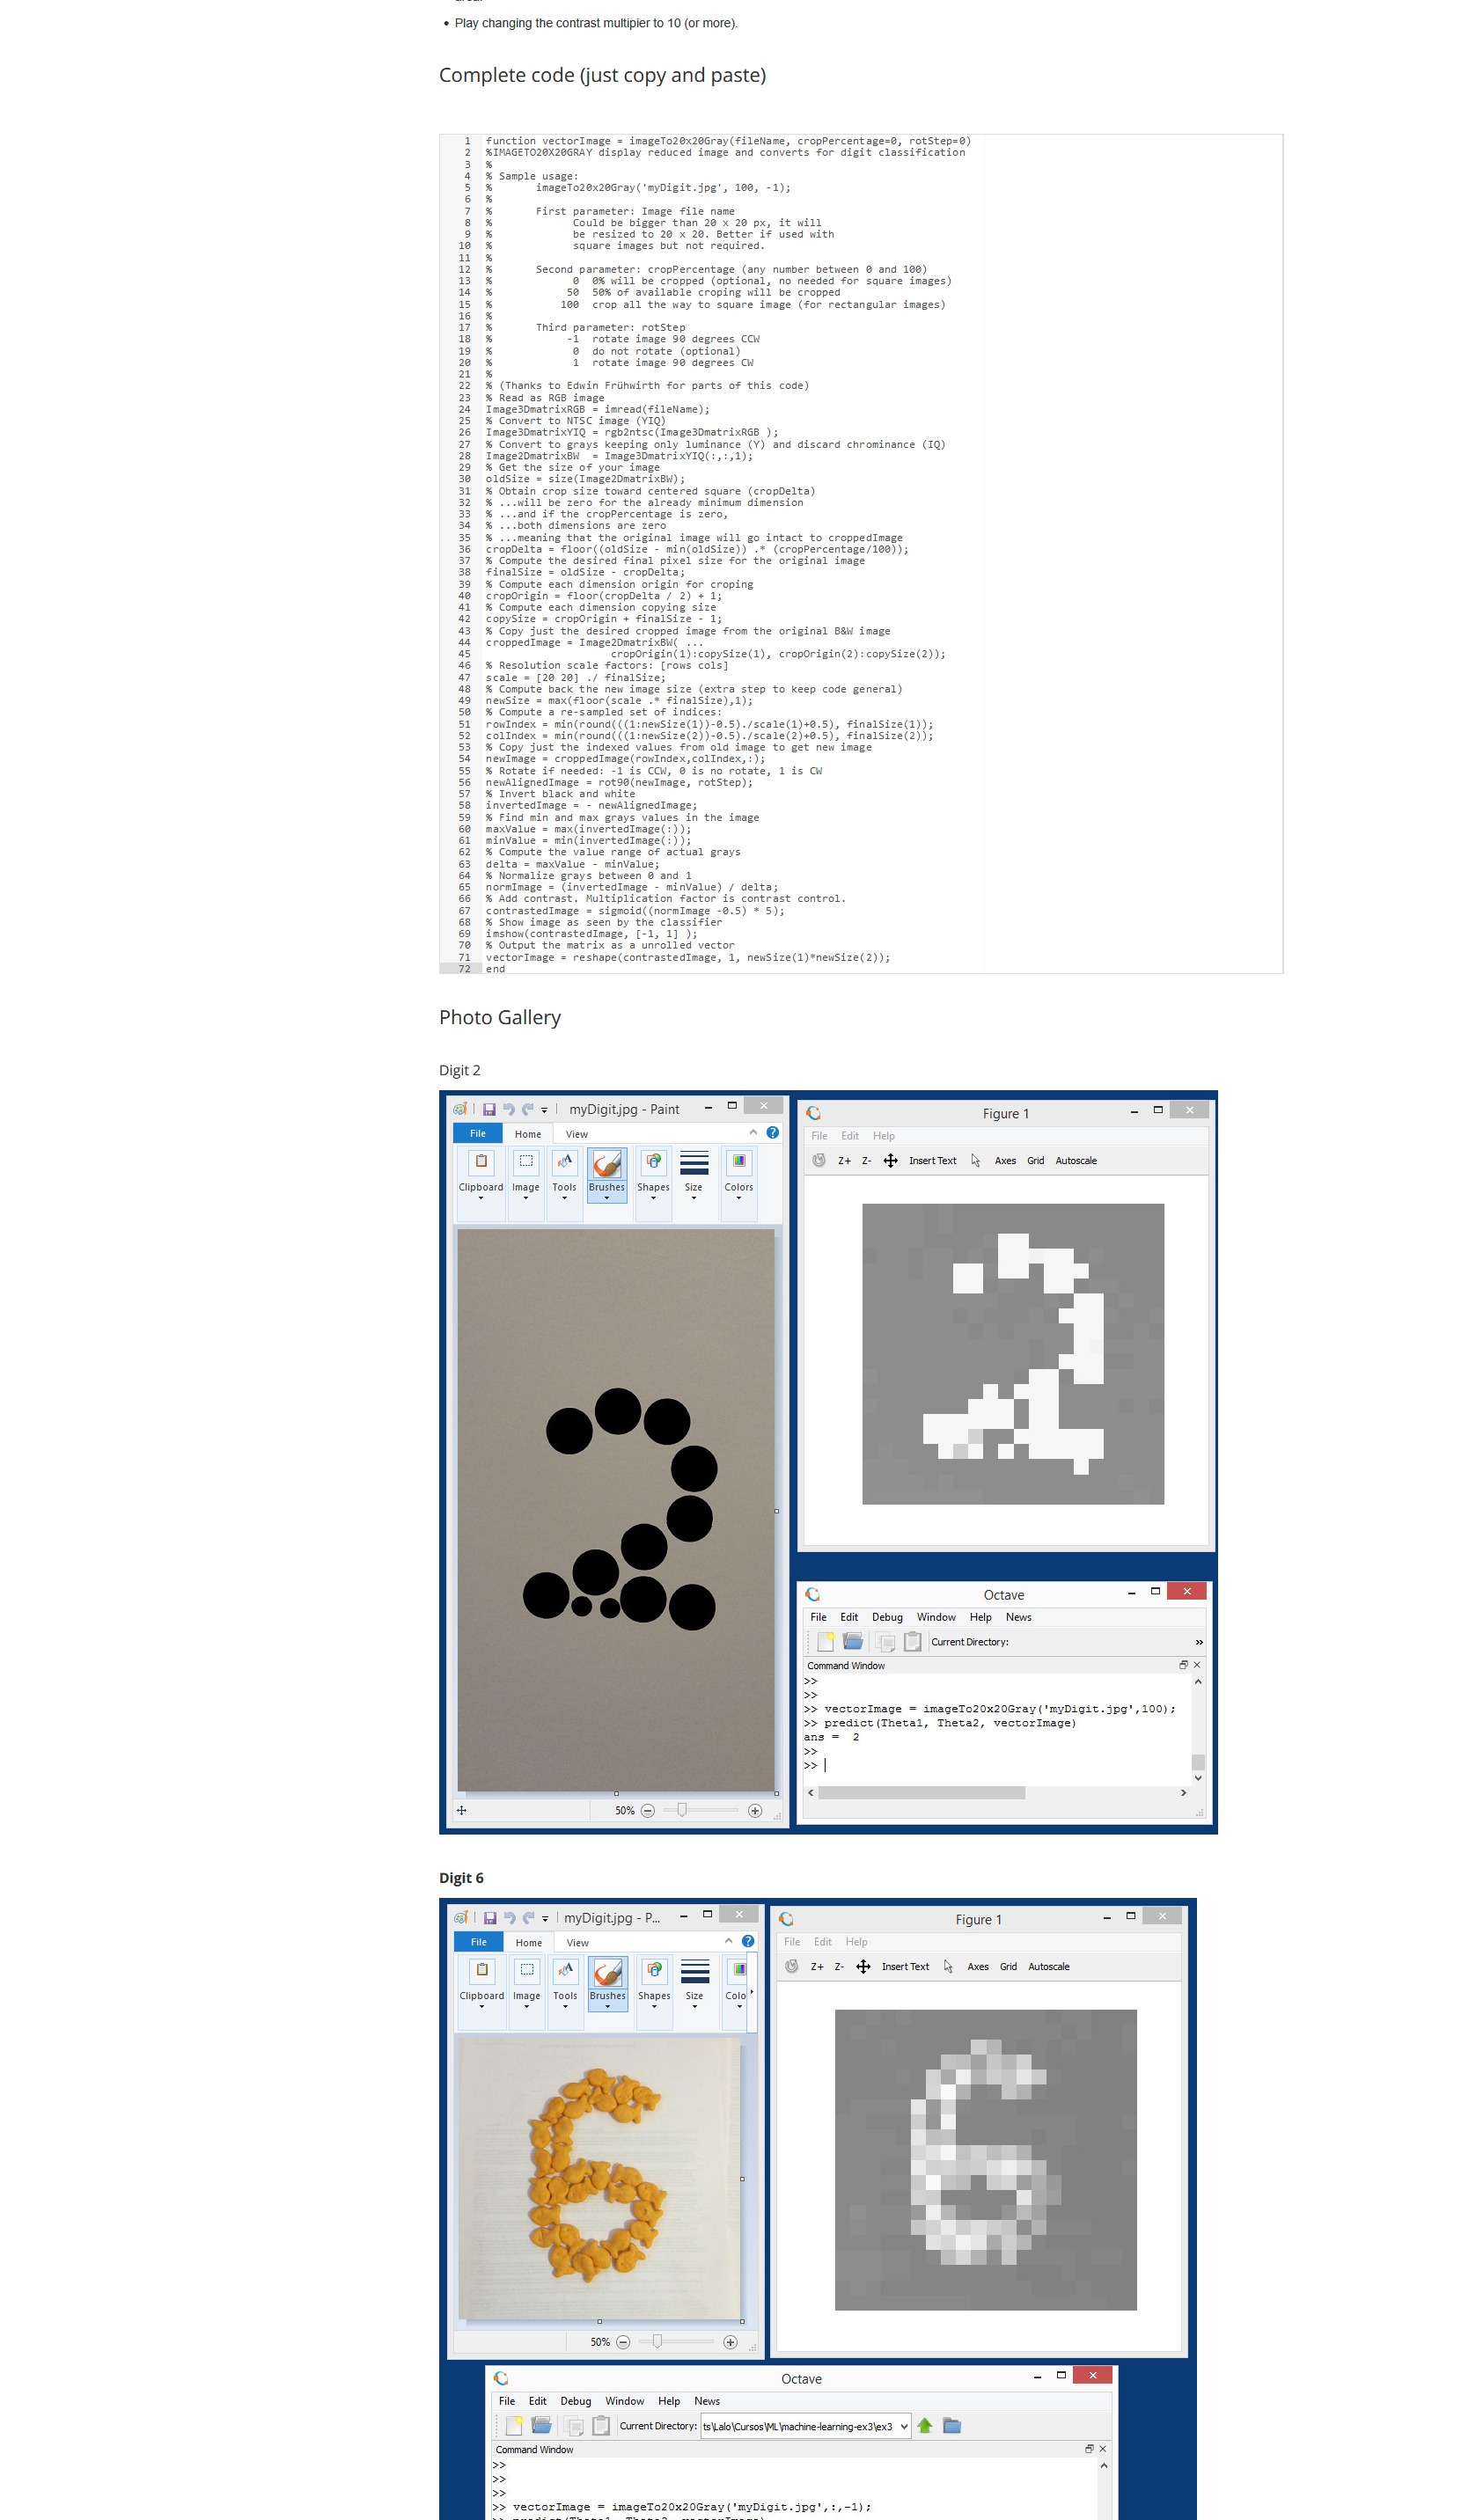 • Play changing the contrast multipier to 10 (or more).
Complete code (just copy and paste)
1 function vectorImage = imageTo20x20Gray(fileName, cropPercentage=0, rotStep=0)
2 %IMAGETO20X20GRAY display reduced image and converts for digit classification
3 %
4 % Sample usage:
5 %       imageTo20x20Gray('myDigit.jpg', 100, -1);
6 %
7 %       First parameter: Image file name
8 %             Could be bigger than 20 x 20 px, it will
9 %             be resized to 20 x 20. Better if used with
10 %             square images but not required.
11 %
12 %       Second parameter: cropPercentage (any number between 0 and 100)
13 %             0  0% will be cropped (optional, no needed for square images)
14 %            50  50% of available croping will be cropped
15 %           100  crop all the way to square image (for rectangular images)
16 %
17 %       Third parameter: rotStep
18 %            -1  rotate image 90 degrees CCW
19 %             0  do not rotate (optional)
20 %             1  rotate image 90 degrees CW
21 %
22 % (Thanks to Edwin Frühwirth for parts of this code)
23 % Read as RGB image
24 Image3DmatrixRGB = imread(fileName);
25 % Convert to NTSC image (YIQ)
26 Image3DmatrixYIQ = rgb2ntsc(Image3DmatrixRGB );
27 % Convert to grays keeping only luminance (Y) and discard chrominance (IQ)
28 Image2DmatrixBW  = Image3DmatrixYIQ(:,:,1);
29 % Get the size of your image
30 oldSize = size(Image2DmatrixBW);
31 % Obtain crop size toward centered square (cropDelta)
32 % ...will be zero for the already minimum dimension
33 % ...and if the cropPercentage is zero,
34 % ...both dimensions are zero
35 % ...meaning that the original image will go intact to croppedImage
36 cropDelta = floor((oldSize - min(oldSize)) .* (cropPercentage/100));
37 % Compute the desired final pixel size for the original image
38 finalSize = oldSize - cropDelta;
39 % Compute each dimension origin for croping
40 cropOrigin = floor(cropDelta / 2) + 1;
41 % Compute each dimension copying size
42 copySize = cropOrigin + finalSize - 1;
43 % Copy just the desired cropped image from the original B&W image
44 croppedImage = Image2DmatrixBW( ...
45                     cropOrigin(1):copySize(1), cropOrigin(2):copySize(2));
46 % Resolution scale factors: [rows cols]
47 scale = [20 20] ./ finalSize;
48 % Compute back the new image size (extra step to keep code general)
49 newSize = max(floor(scale .* finalSize),1);
50 % Compute a re-sampled set of indices:
51 rowIndex = min(round(((1:newSize(1))-0.5)./scale(1)+0.5), finalSize(1));
52 colIndex = min(round(((1:newSize(2))-0.5)./scale(2)+0.5), finalSize(2));
53 % Copy just the indexed values from old image to get new image
54 newImage = croppedImage(rowIndex,colIndex,:);
55 % Rotate if needed: -1 is CCW, 0 is no rotate, 1 is CW
56 newAlignedImage = rot90(newImage, rotStep);
57 % Invert black and white
58 invertedImage = - newAlignedImage;
59 % Find min and max grays values in the image
60 maxValue = max(invertedImage(:));
61 minValue = min(invertedImage(:));
62 % Compute the value range of actual grays
63 delta = maxValue - minValue;
64 % Normalize grays between 0 and 1
65 normImage = (invertedImage - minValue) / delta;
66 % Add contrast. Multiplication factor is contrast control.
67 contrastedImage = sigmoid((normImage -0.5) * 5);
68 % Show image as seen by the classifier
69 imshow(contrastedImage, [-1, 1] );
70 % Output the matrix as a unrolled vector
71 vectorImage = reshape(contrastedImage, 1, newSize(1)*newSize(2));
72 end
Photo Gallery
Digit 2
myDigit.jpg - Paint
File Home View
Clipboard Image Tools Brushes Shapes Size Colors
50%
Figure 1
File Edit Help
Z+ Z- Insert Text Axes Grid Autoscale
Octave
File Edit Debug Window Help News
Current Directory:
Command Window
>>
>>
>> vectorImage = imageTo20x20Gray('myDigit.jpg',100);
>> predict(Theta1, Theta2, vectorImage)
ans =  2
>>
>>
Digit 6
myDigit.jpg - P...
File Home View
Clipboard Image Tools Brushes Shapes Size Colo
50%
Figure 1
File Edit Help
Z+ Z- Insert Text Axes Grid Autoscale
Octave
File Edit Debug Window Help News
Current Directory: ts\Lalo\Cursos\ML\machine-learning-ex3\ex3
Command Window
>>
>>
>>
>> vectorImage = imageTo20x20Gray('myDigit.jpg',:,-1);